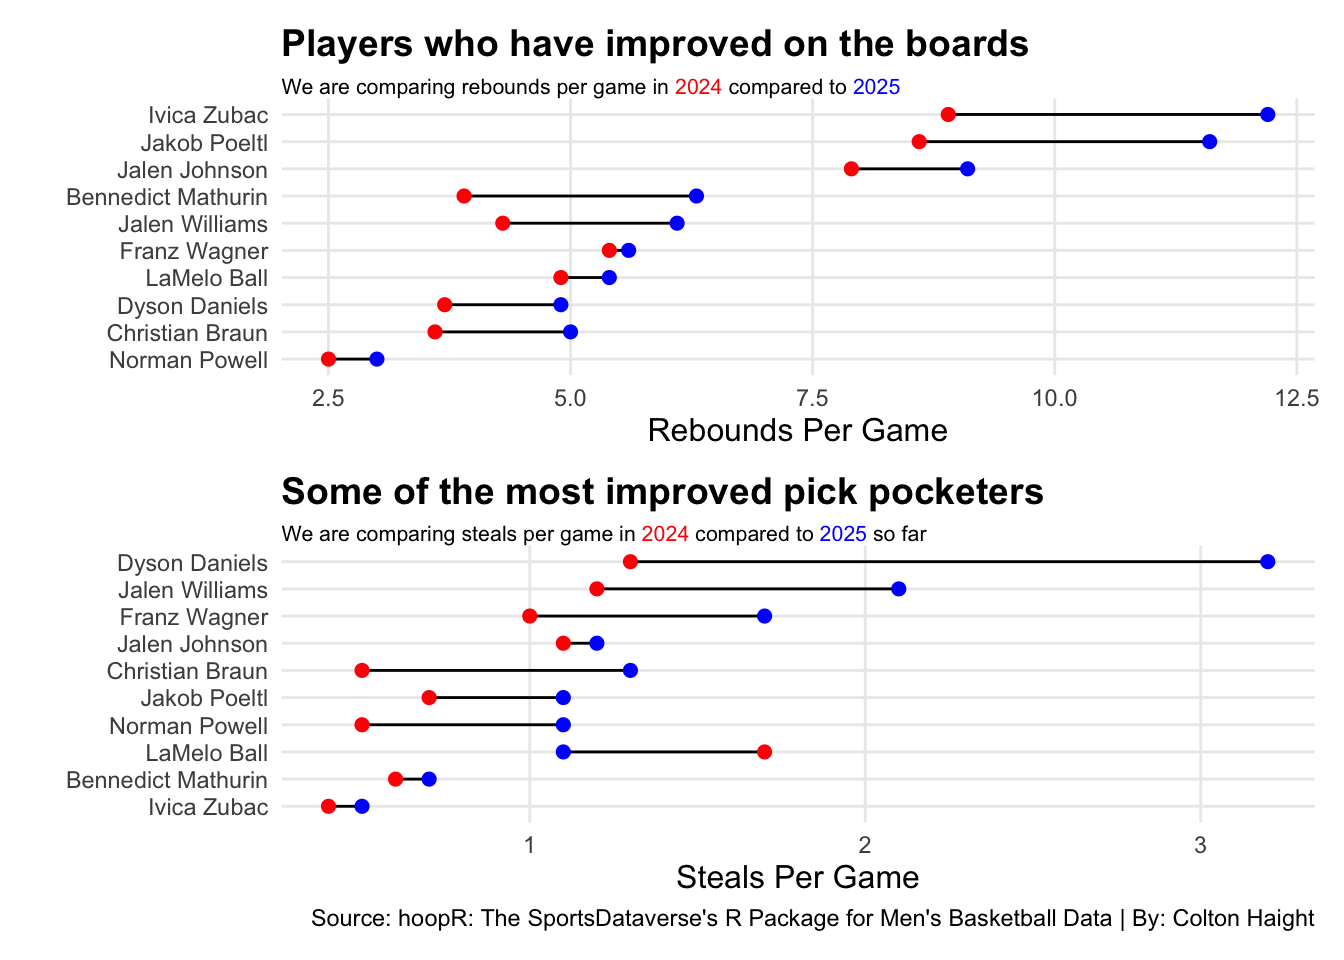 Players who have improved on the boards
We are comparing rebounds per game in 2024 compared to 2025
Ivica Zubac
Jakob Poeltl
Jalen Johnson
Bennedict Mathurin
Jalen Williams
Franz Wagner
LaMelo Ball
Dyson Daniels
Christian Braun
Norman Powell
2.5 5.0 7.5 10.0 12.5
Rebounds Per Game
Some of the most improved pick pocketers
We are comparing steals per game in 2024 compared to 2025 so far
Dyson Daniels
Jalen Williams
Franz Wagner
Jalen Johnson
Christian Braun
Jakob Poeltl
Norman Powell
LaMelo Ball
Bennedict Mathurin
Ivica Zubac
1 2 3
Steals Per Game
Source: hoopR: The SportsDataverse's R Package for Men's Basketball Data | By: Colton Haight